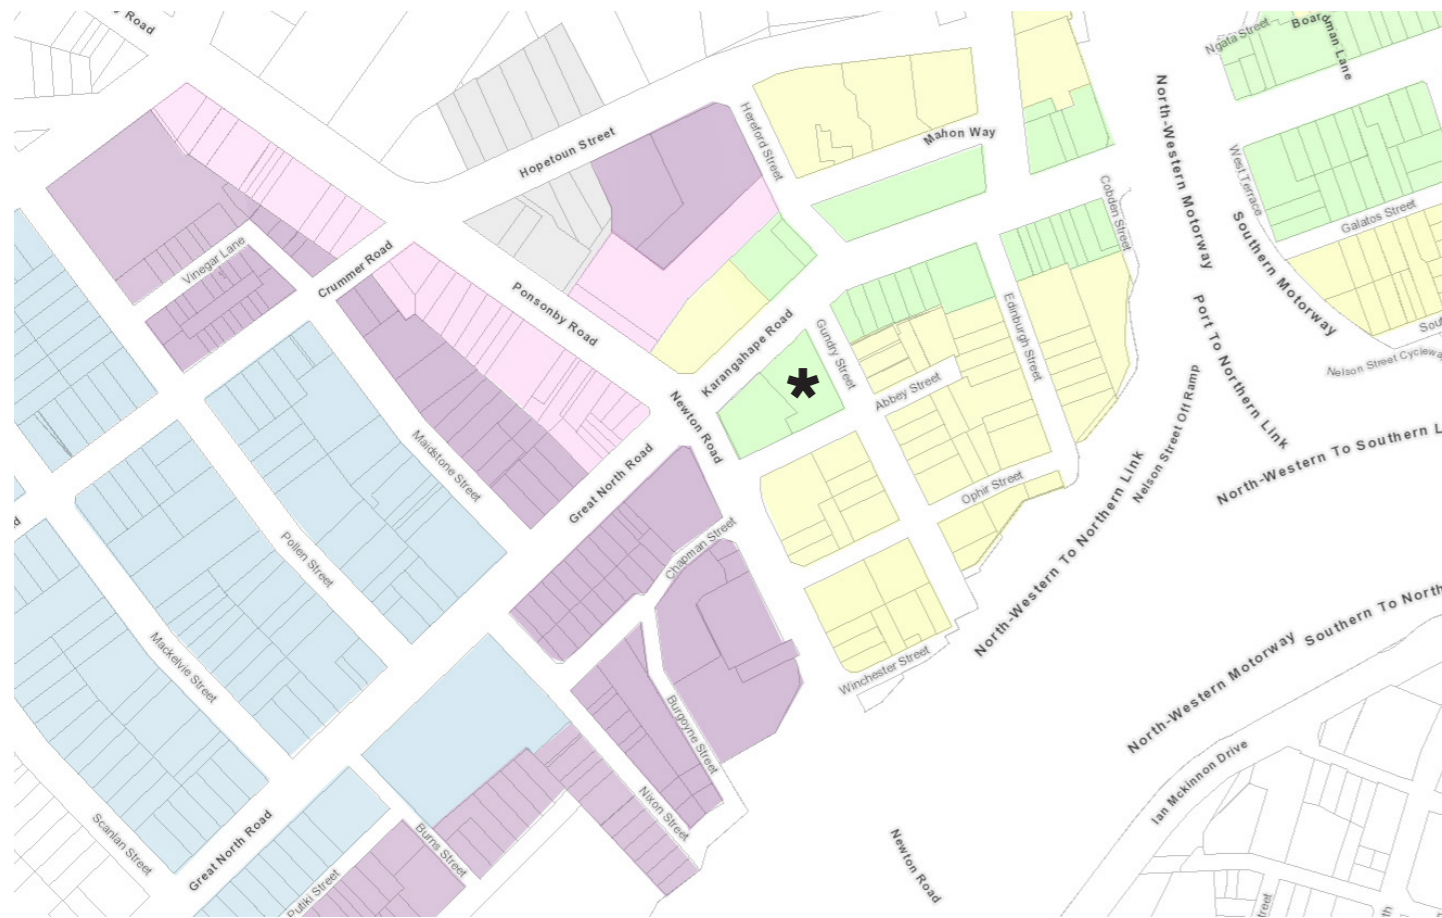 Road
Ngata Street
Boardman Lane
Hopetoun Street
Hereford Street
Mahon Way
North-Western Motorway
West Terrace
Cobden Street
Galatos Street
Southern Motorway
Vinegar Lane
Crummer Road
Ponsonby Road
Karangahape Road
Gundry Street
Edinburgh Street
Port To Northern Link
Nelson Street Cycleway
Abbey Street
*
Newton Road
Nelson Street Off Ramp
Maidstone Street
Great North Road
Ophir Street
North-Western To Southern L
North-Western To Northern Link
Chapman Street
Pollen Street
Mackelvie Street
Winchester Street
Southern To North
North-Western Motorway
Burgoyne Street
Ian Mckinnon Drive
Nixon Street
Scanlan Street
Great North Road
Burns Street
Putiki Street
Newton Road